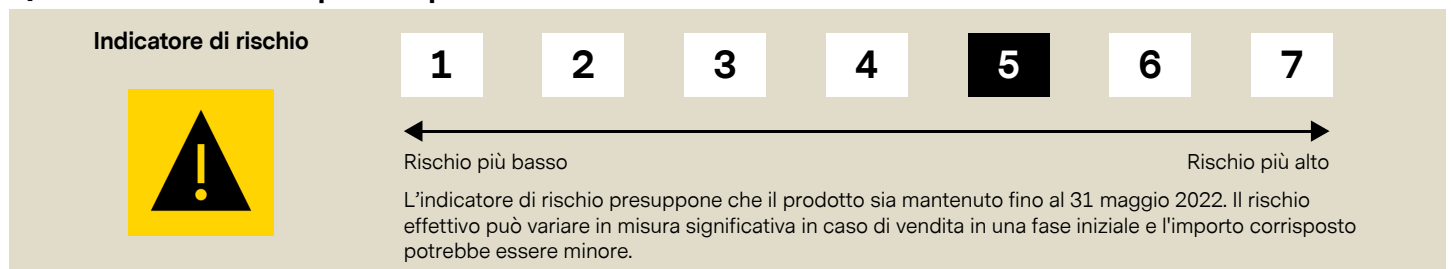 Indicatore di rischio
1 2 3 4 5 6 7
Rischio più basso Rischio più alto
L'indicatore di rischio presuppone che il prodotto sia mantenuto fino al 31 maggio 2022. Il rischio
effettivo può variare in misura significativa in caso di vendita in una fase iniziale e l'importo corrisposto
potrebbe essere minore.